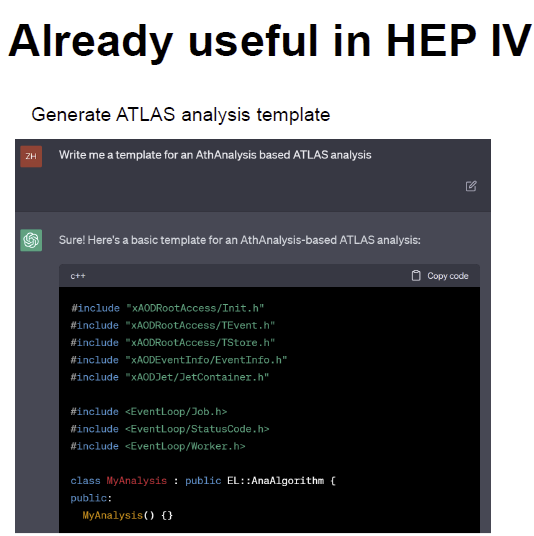 Already useful in HEP IV
Generate ATLAS analysis template
ZH
Write me a template for an AthAnalysis based ATLAS analysis
Sure! Here's a basic template for an AthAnalysis-based ATLAS analysis:
c++ Copy code
#include "xAODRootAccess/Init.h"
#include "xAODRootAccess/TEvent.h"
#include "xAODRootAccess/TStore.h"
#include "xAODEventInfo/EventInfo.h"
#include "xAODJet/JetContainer.h"
#include <EventLoop/Job.h>
#include <EventLoop/StatusCode.h>
#include <EventLoop/Worker.h>
class MyAnalysis : public EL::AnaAlgorithm {
public:
MyAnalysis() {}